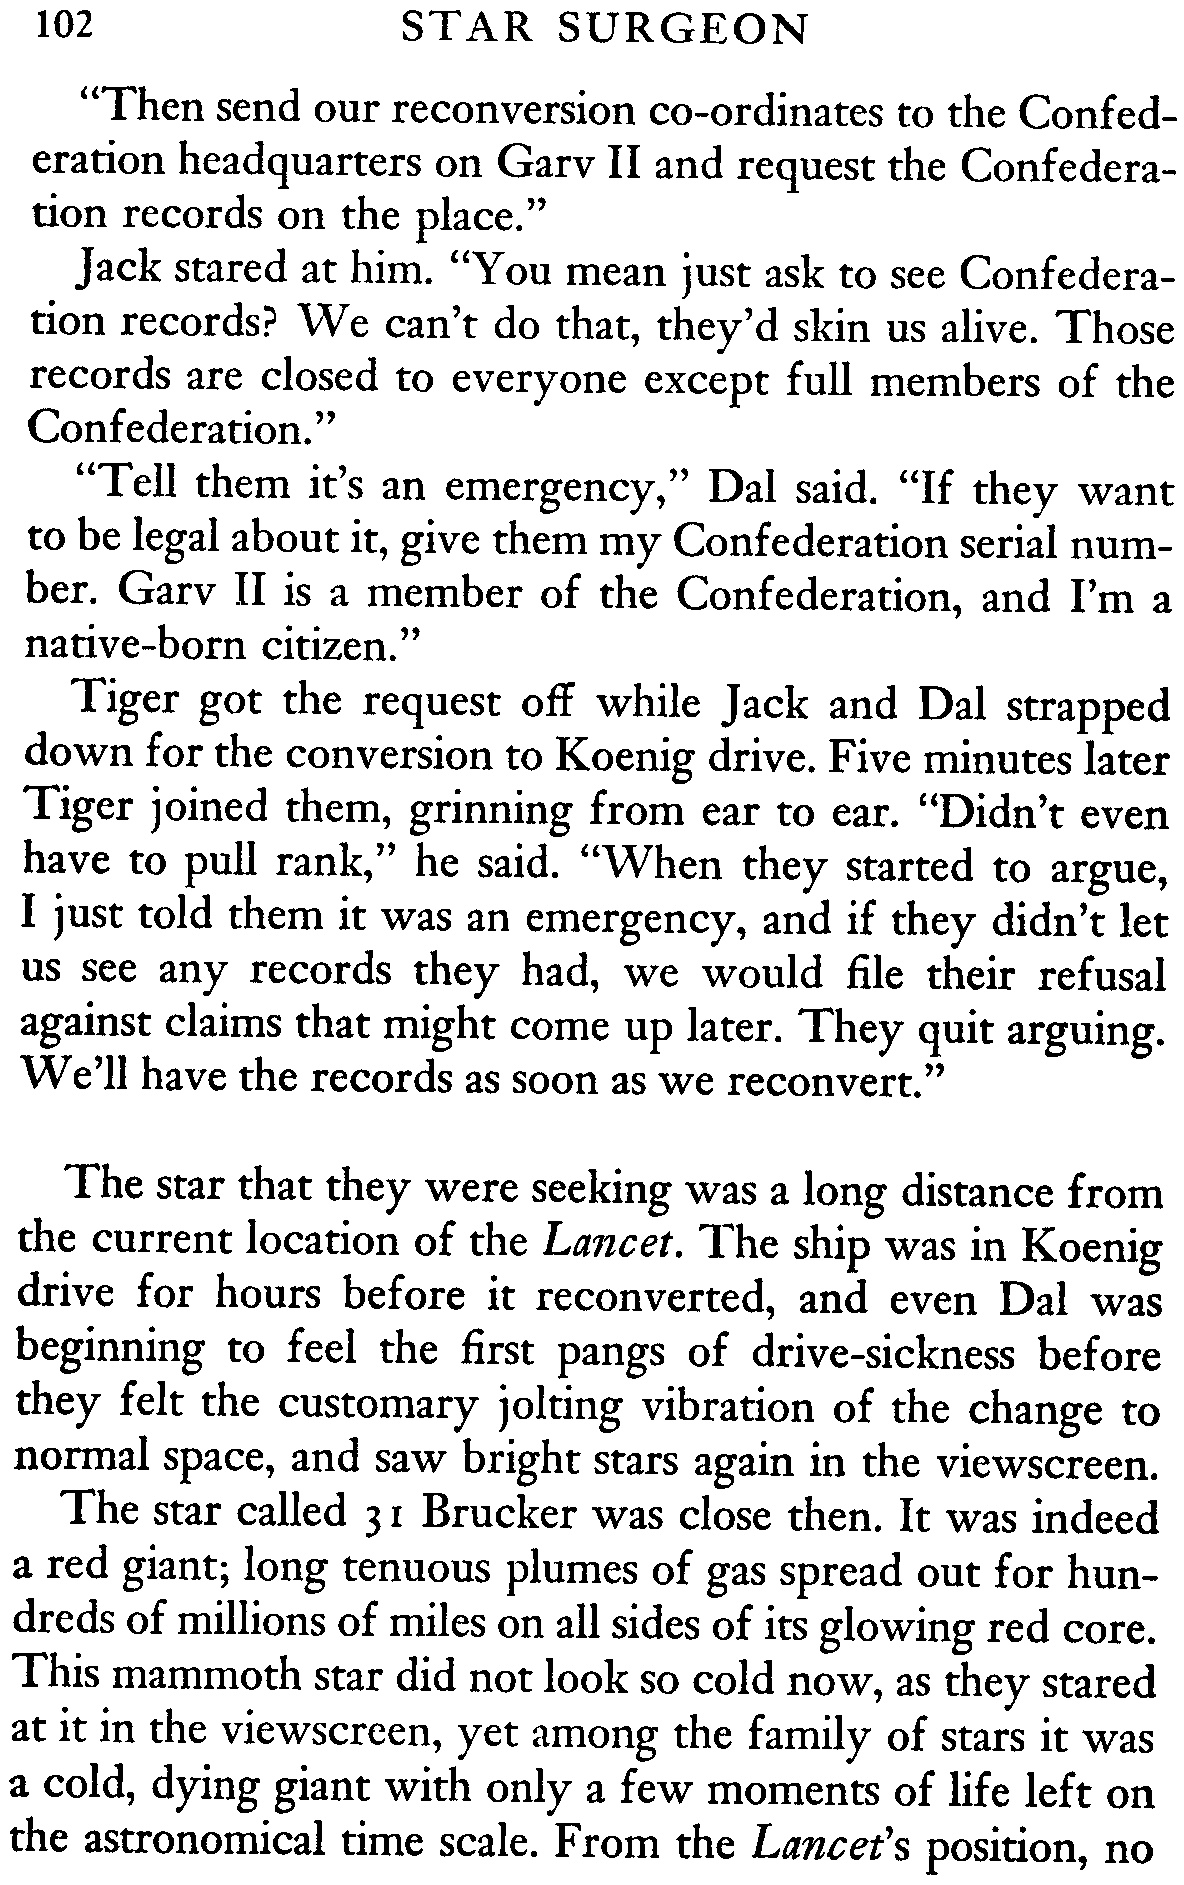 102 STAR SURGEON
“Then send our reconversion co-ordinates to the Confed-
eration headquarters on Garv II and request the Confedera-
tion records on the place.”
Jack stared at him. “You mean just ask to see Confedera-
tion records? We can’t do that, they’d skin us alive. Those
records are closed to everyone except full members of the
Confederation.”
“Tell them it’s an emergency,” Dal said. “If they want
to be legal about it, give them my Confederation serial num-
ber. Garv II is a member of the Confederation, and I’m a
native-born citizen.”
Tiger got the request off while Jack and Dal strapped
down for the conversion to Koenig drive. Five minutes later
Tiger joined them, grinning from ear to ear. “Didn’t even
have to pull rank,” he said. “When they started to argue,
I just told them it was an emergency, and if they didn’t let
us see any records they had, we would file their refusal
against claims that might come up later. They quit arguing.
We’ll have the records as soon as we reconvert.”
The star that they were seeking was a long distance from
the current location of the Lancet. The ship was in Koenig
drive for hours before it reconverted, and even Dal was
beginning to feel the first pangs of drive-sickness before
they felt the customary jolting vibration of the change to
normal space, and saw bright stars again in the viewscreen.
The star called 31 Brucker was close then. It was indeed
a red giant; long tenuous plumes of gas spread out for hun-
dreds of millions of miles on all sides of its glowing red core.
This mammoth star did not look so cold now, as they stared
at it in the viewscreen, yet among the family of stars it was
a cold, dying giant with only a few moments of life left on
the astronomical time scale. From the Lancet’s position, no